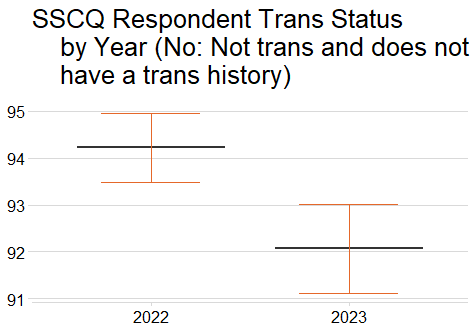 SSCQ Respondent Trans Status
by Year (No: Not trans and does not
have a trans history)
95
94
93
92
91
2022 2023